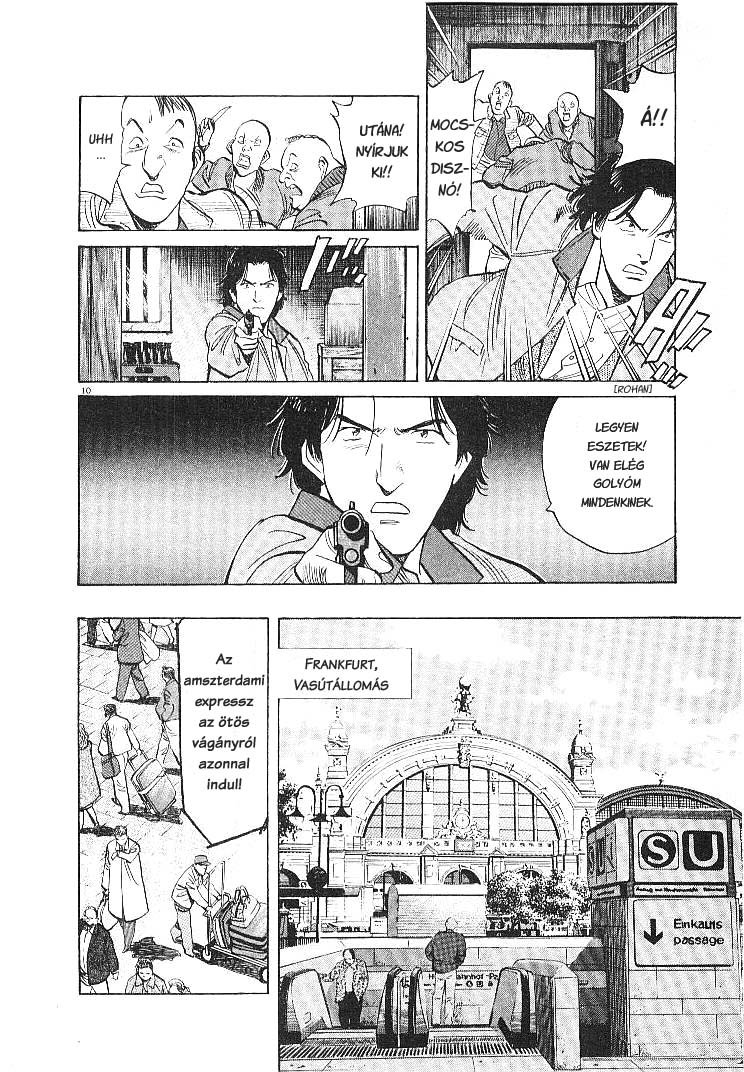 Á!!
MOCS-
KOS
DISZ-
NÓ!
[ROHAN]
UTÁNA!
NYÍRJUK
KI!!
UHH
...
10
LEGYEN
ESZETEK!
VAN ELÉG
GOLYÓM
MINDENKINEK.
FRANKFURT,
VASÚTÁLLOMÁS
S U
Einkaufs
passage
Az
amszterdami
expressz
az ötös
vágányról
azonnal
indul!